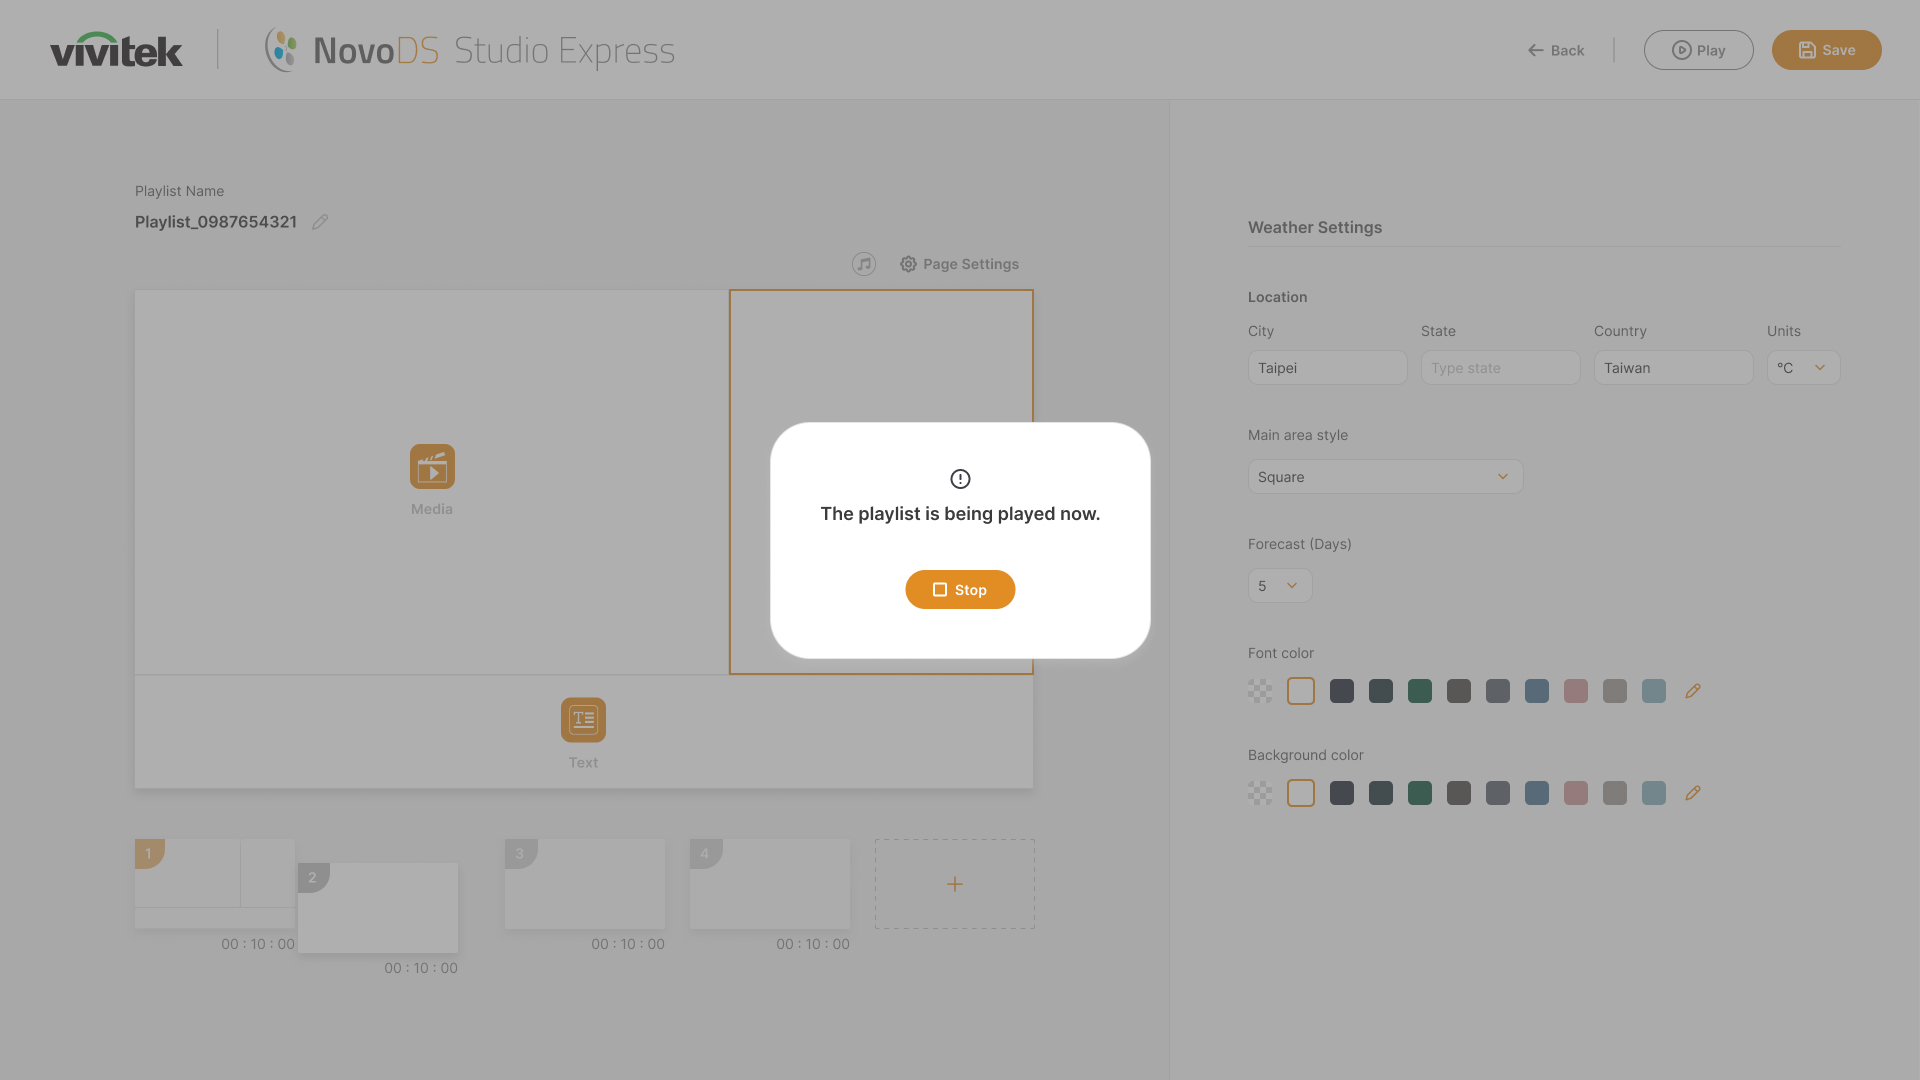 vivitek
NovoDS Studio Express
Back
Play
Save
Playlist Name
Playlist_0987654321
Page Settings
Media
Text
1
2
3
4
00 : 10 : 00
00 : 10 : 00
00 : 10 : 00
00 : 10 : 00
The playlist is being played now.
Stop
Weather Settings
Location
City State Country Units
Taipei Type state Taiwan °C
Main area style
Square
Forecast (Days)
5
Font color
Background color